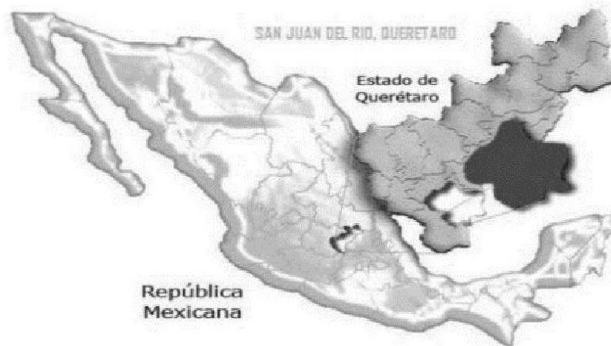 SAN JUAN DEL RIO, QUERETARO
Estado de
Querétaro
República
Mexicana